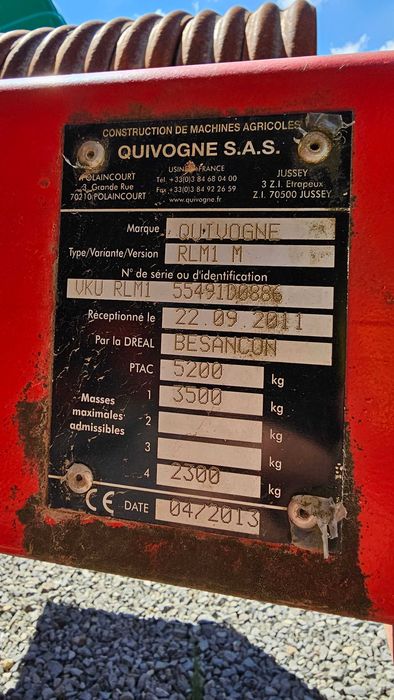 CONSTRUCTION DE MACHINES AGRICOLES
QUIVOGNE S.A.S.
POLAINCOURT
3, Grande Rue
70210 POLAINCOURT
USINE FRANCE
Tel. +33(0)3 84 68 04 00
Fax +33(0)3 84 92 26 59
www.quivogne.fr
JUSSEY
3 Z.I. Etrapeux
Z.I. 70500 JUSSEY
Marque QUIVOGNE
Type/Variante/Version RLM1 M
N° de série ou d'identification
VKU RLM1 55491D0886
Réceptionné le 22.09.2011
Par la DREAL BESANCON
PTAC 5200 kg
Masses maximales admissibles
1 3500 kg
2 kg
3 kg
4 2300 kg
CE DATE 04/2013